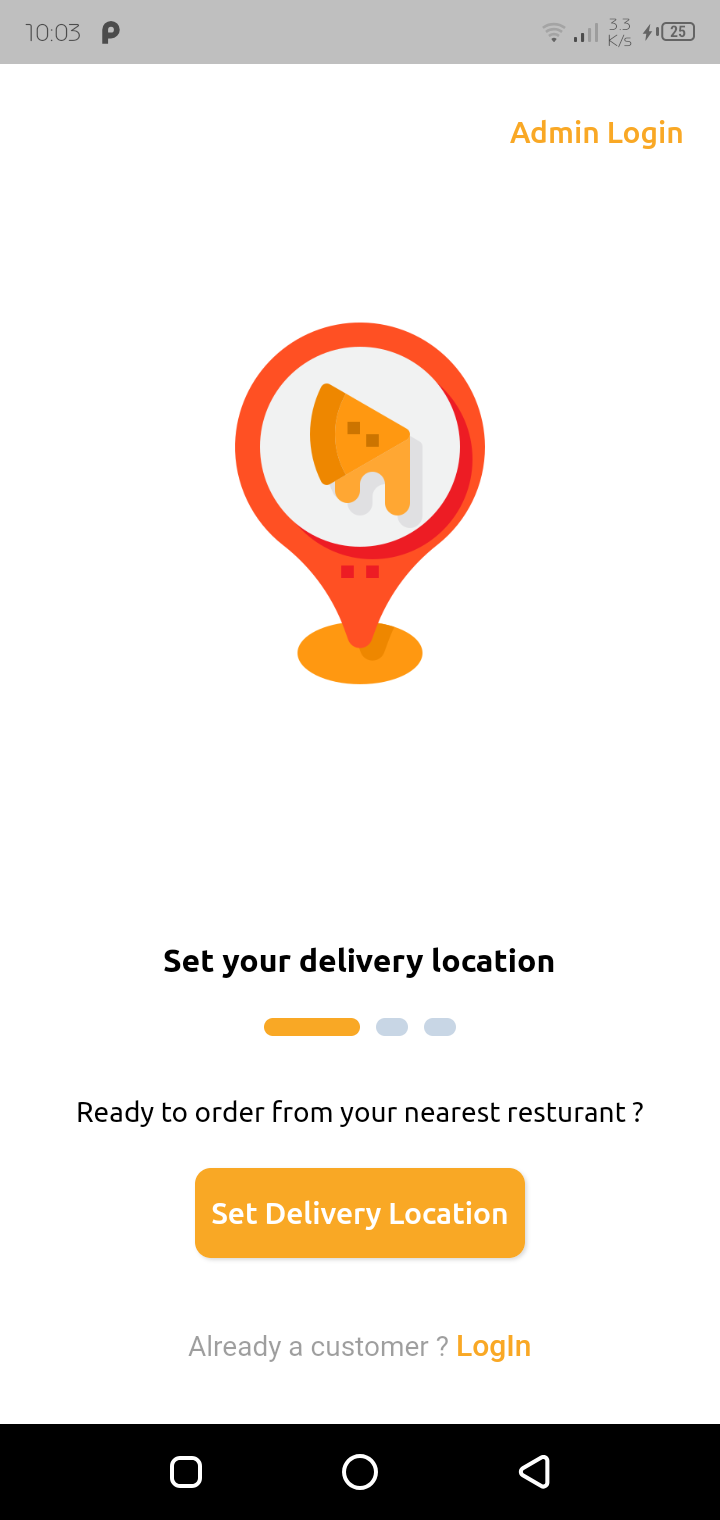 10:03
3.3
K/s
25
Admin Login
Set your delivery location
Ready to order from your nearest resturant ?
Set Delivery Location
Already a customer ? LogIn